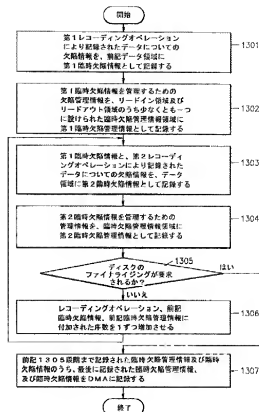 開始
第1レコーディングオペレーション
により記録されたデータについての
欠陥情報を、前記データ領域に
第1臨時欠陥情報として記録する
1301
第1臨時欠陥情報を管理するための
欠陥管理情報を、リードイン領域及び
リードアウト領域のうち少なくとも一つ
に設けられた臨時欠陥管理情報領域に
第1臨時欠陥管理情報として記録する
1302
第1臨時欠陥情報と、第2レコーディ
ングオペレーションにより記録された
データについての欠陥情報を、データ
領域に第2臨時欠陥情報として記録する
1303
第2臨時欠陥情報を管理するための
管理情報を、臨時欠陥管理情報領域に
第2臨時欠陥管理情報として記録する
1304
1305
ディスクの
ファイナライジングが要求
されるか?
はい
いいえ
レコーディングオペレーション、前記
臨時欠陥情報、前記臨時欠陥管理情報に
付加された序数を1ずつ増加させる
1306
前記1305段階まで記録された臨時欠陥管理情報及び臨時
欠陥情報のうち、最後に記録された臨時欠陥管理情報、
及び臨時欠陥情報をDMAに記録する
1307
終了